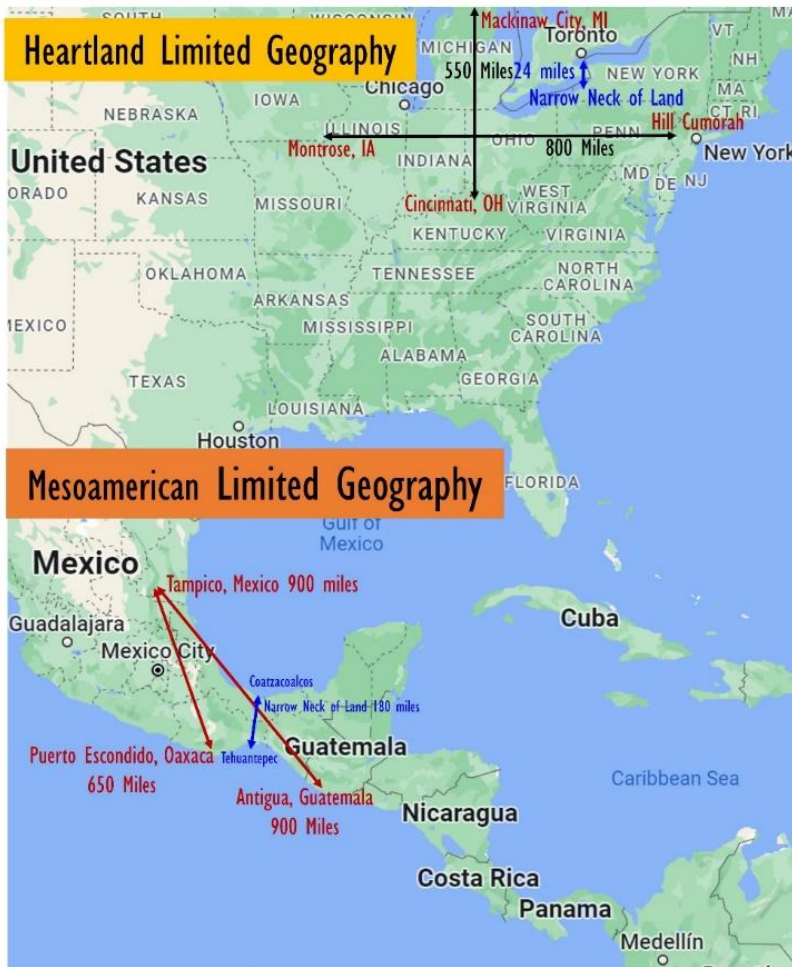 SOUTH
WISCONSIN
Mackinaw City, MI
Toronto
VT
MA
Heartland Limited Geography
MICHIGAN
550 Miles
24 miles
NEW YORK
NH
MA
CT
RI
Narrow Neck of Land
Chicago
NEBRASKA
IOWA
ILLINOIS
Montrose, IA
INDIANA
OHIO
PENN
Hill Cumorah
800 Miles
New York
United States
ORADO
KANSAS
MISSOURI
Cincinnati, OH
WEST
VIRGINIA
MD
DE
NJ
KENTUCKY
VIRGINIA
OKLAHOMA
TENNESSEE
NORTH
CAROLINA
ARKANSAS
MEXICO
MISSISSIPPI
SOUTH
CAROLINA
ALABAMA
TEXAS
GEORGIA
LOUISIANA
Houston
Mesoamerican Limited Geography
FLORIDA
Gulf of
Mexico
Mexico
Tampico, Mexico 900 miles
Guadalajara
Mexico City
Cuba
Coatzacoalcos
Narrow Neck of Land 180 miles
Puerto Escondido, Oaxaca
650 Miles
Tehuantepec
Guatemala
Antigua, Guatemala
900 Miles
Caribbean Sea
Nicaragua
Costa Rica
Panama
Medellín